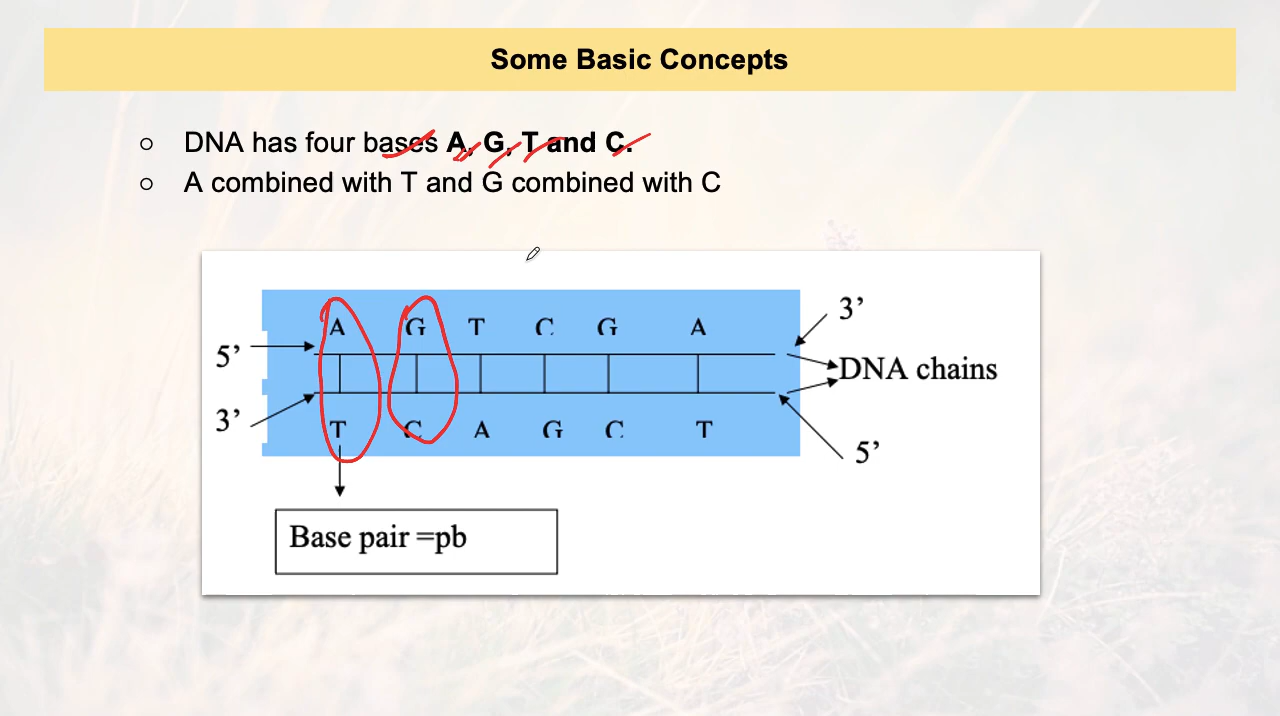 Some Basic Concepts
DNA has four bases A, G, T and C.
A combined with T and G combined with C
A G T C G A
3’
5’
DNA chains
3’
T C A G C T
5’
Base pair =pb